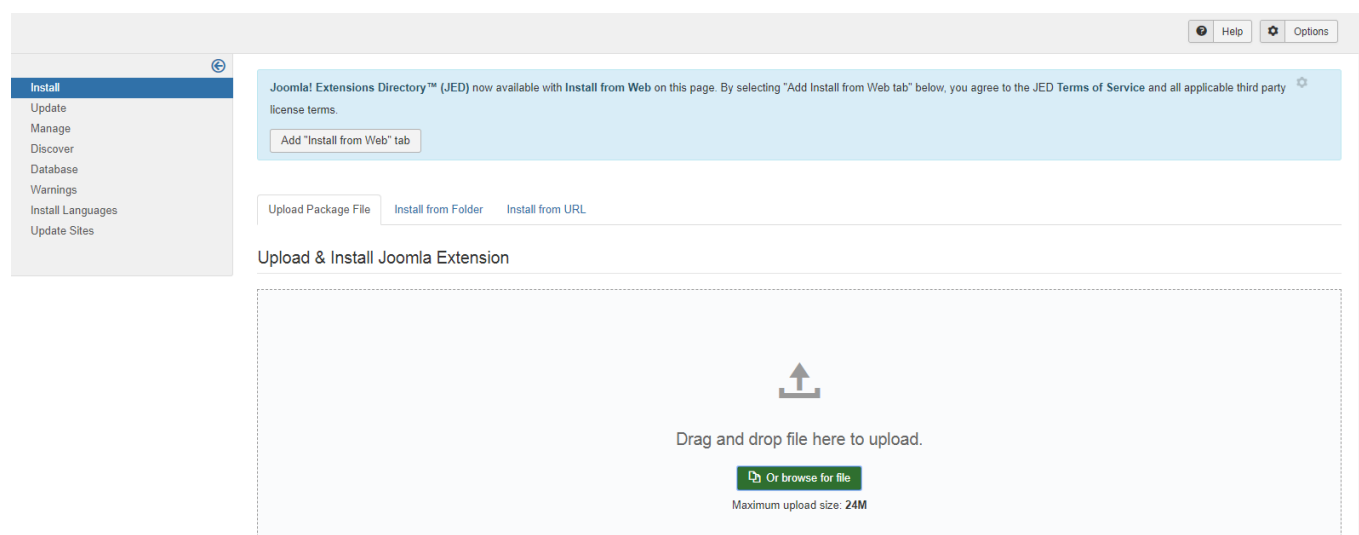 Help
Options
Install
Update
Manage
Discover
Database
Warnings
Install Languages
Update Sites
Joomla! Extensions Directory™ (JED) now available with Install from Web on this page. By selecting "Add Install from Web tab" below, you agree to the JED Terms of Service and all applicable third party
license terms.
Add "Install from Web" tab
Upload Package File
Install from Folder
Install from URL
Upload & Install Joomla Extension
Drag and drop file here to upload.
Or browse for file
Maximum upload size: 24M